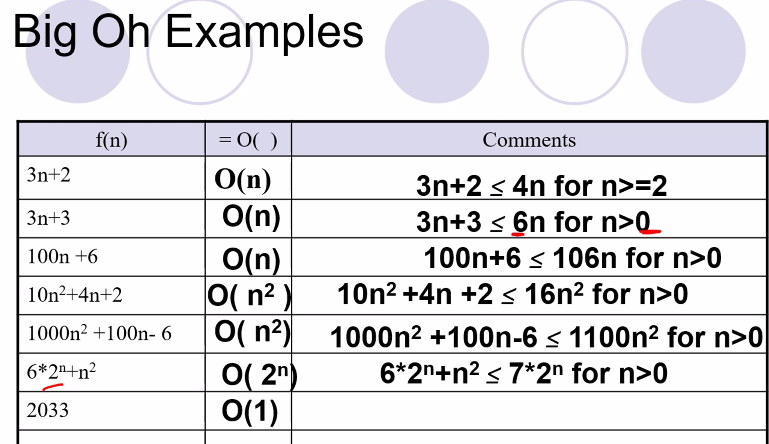 Big Oh Examples
f(n) = O( ) Comments
3n+2 O(n) 3n+2 ≤ 4n for n>=2
3n+3 O(n) 3n+3 ≤ 6n for n>0
100n +6 O(n) 100n+6 ≤ 106n for n>0
10n²+4n+2 O( n² ) 10n² +4n +2 ≤ 16n² for n>0
1000n² +100n- 6 O( n²) 1000n² +100n-6 ≤ 1100n² for n>0
6*2ⁿ+n² O( 2ⁿ) 6*2ⁿ+n² ≤ 7*2ⁿ for n>0
2033 O(1)